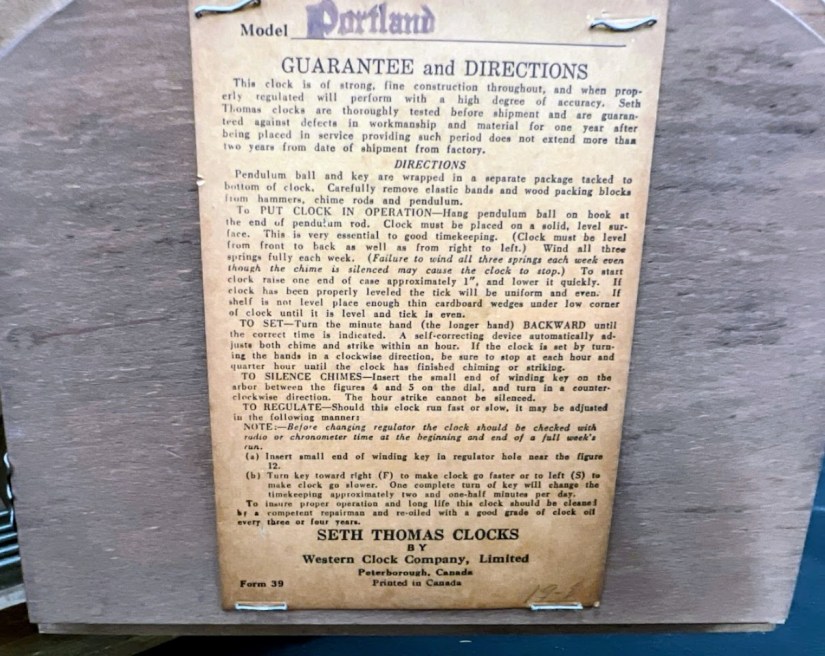 Model Portland
GUARANTEE and DIRECTIONS
This clock is of strong, fine construction throughout, and when prop-
erly regulated will perform with a high degree of accuracy. Seth
Thomas clocks are thoroughly tested before shipment and are guaran-
teed against defects in workmanship and material for one year after
being placed in service providing such period does not extend more than
two years from date of shipment from factory.
DIRECTIONS
Pendulum ball and key are wrapped in a separate package tacked to
bottom of clock. Carefully remove elastic bands and wood packing blocks
from hammers, chime rods and pendulum.
To PUT CLOCK IN OPERATION—Hang pendulum ball on hook at
the end of pendulum rod. Clock must be placed on a solid, level sur-
face. This is very essential to good timekeeping. (Clock must be level
from front to back as well as from right to left.) Wind all three
springs fully each week. (Failure to wind all three springs each week even
though the chime is silenced may cause the clock to stop.) To start
clock raise one end of case approximately 1", and lower it quickly. If
clock has been properly leveled the tick will be uniform and even. If
shelf is not level place enough thin cardboard wedges under low corner
of clock until it is level and tick is even.
TO SET—Turn the minute hand (the longer hand) BACKWARD until
the correct time is indicated. A self-correcting device automatically ad-
justs both chime and strike within an hour. If the clock is set by turn-
ing the hands in a clockwise direction, be sure to stop at each hour and
quarter hour until the clock has finished chiming or striking.
TO SILENCE CHIMES—Insert the small end of winding key on the
arbor between the figures 4 and 5 on the dial, and turn in a counter-
clockwise direction. The hour strike cannot be silenced.
TO REGULATE—Should this clock run fast or slow, it may be adjusted
in the following manner:
NOTE:—Before changing regulator the clock should be checked with
radio or chronometer time at the beginning and end of a full week's
run.
(a) Insert small end of winding key in regulator hole near the figure
12.
(b) Turn key toward right (F) to make clock go faster or to left (S) to
make clock go slower. One complete turn of key will change the
timekeeping approximately two and one-half minutes per day.
To insure proper operation and long life this clock should be cleaned
by a competent repairman and re-oiled with a good grade of clock oil
every three or four years.
SETH THOMAS CLOCKS
BY
Western Clock Company, Limited
Peterborough, Canada
Form 39 Printed in Canada